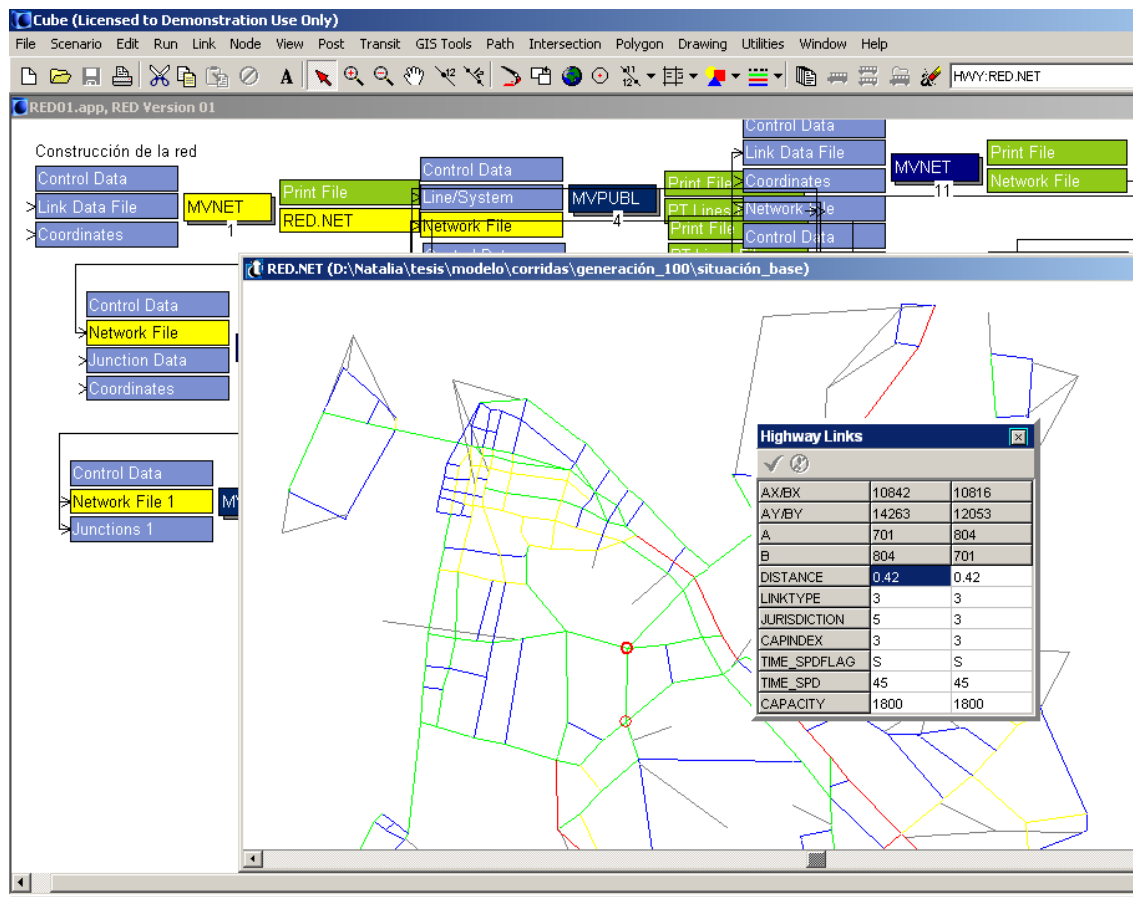 Cube (Licensed to Demonstration Use Only)
File Scenario Edit Run Link Node View Post Transit GIS Tools Path Intersection Polygon Drawing Utilities Window Help
HWY:RED.NET
RED01.app, RED Version 01
Construcción de la red
Control Data
Link Data File
Coordinates
MVNET
1
Print File
RED.NET
Control Data
Line/System
Network File
MVPUBL
4
Print File
PT Lines
Print File
Control Data
Link Data File
Coordinates
Network File
Control Data
MVNET
11
Print File
Network File
Control Data
Network File
Junction Data
Coordinates
Control Data
Network File 1
Junctions 1
RED.NET (D:\Natalia\tesis\modelo\corridas\generación_100\situación_base)
Highway Links
AX/BX 10842 10816
AY/BY 14263 12053
A 701 804
B 804 701
DISTANCE 0.42 0.42
LINKTYPE 3 3
JURISDICTION 5 3
CAPINDEX 3 3
TIME_SPDFLAG S S
TIME_SPD 45 45
CAPACITY 1800 1800